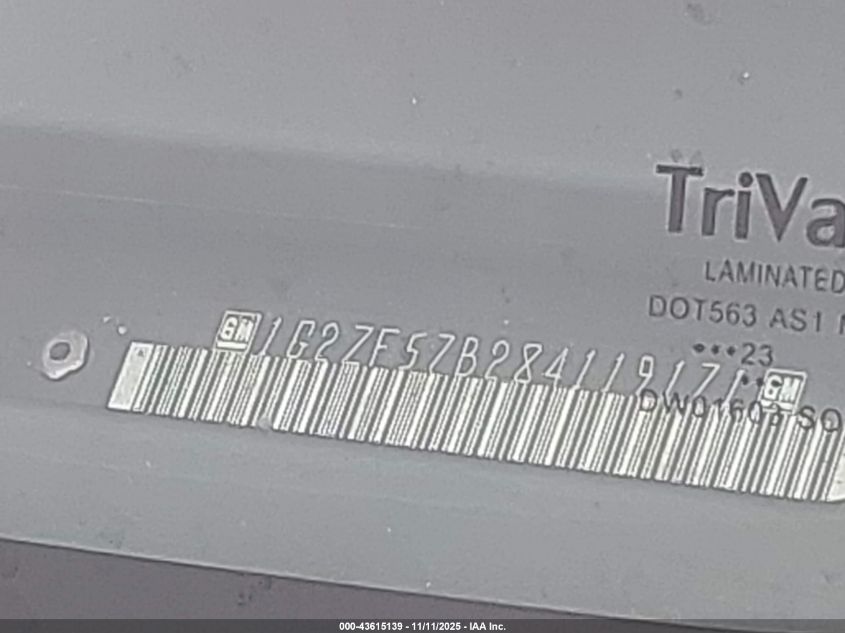 TriVa
LAMINATED
DOT563 AS1
•••23
GM 1G2ZF57B284119171 GM
DW01603 SO
000-43615139 - 11/11/2025 - IAA Inc.